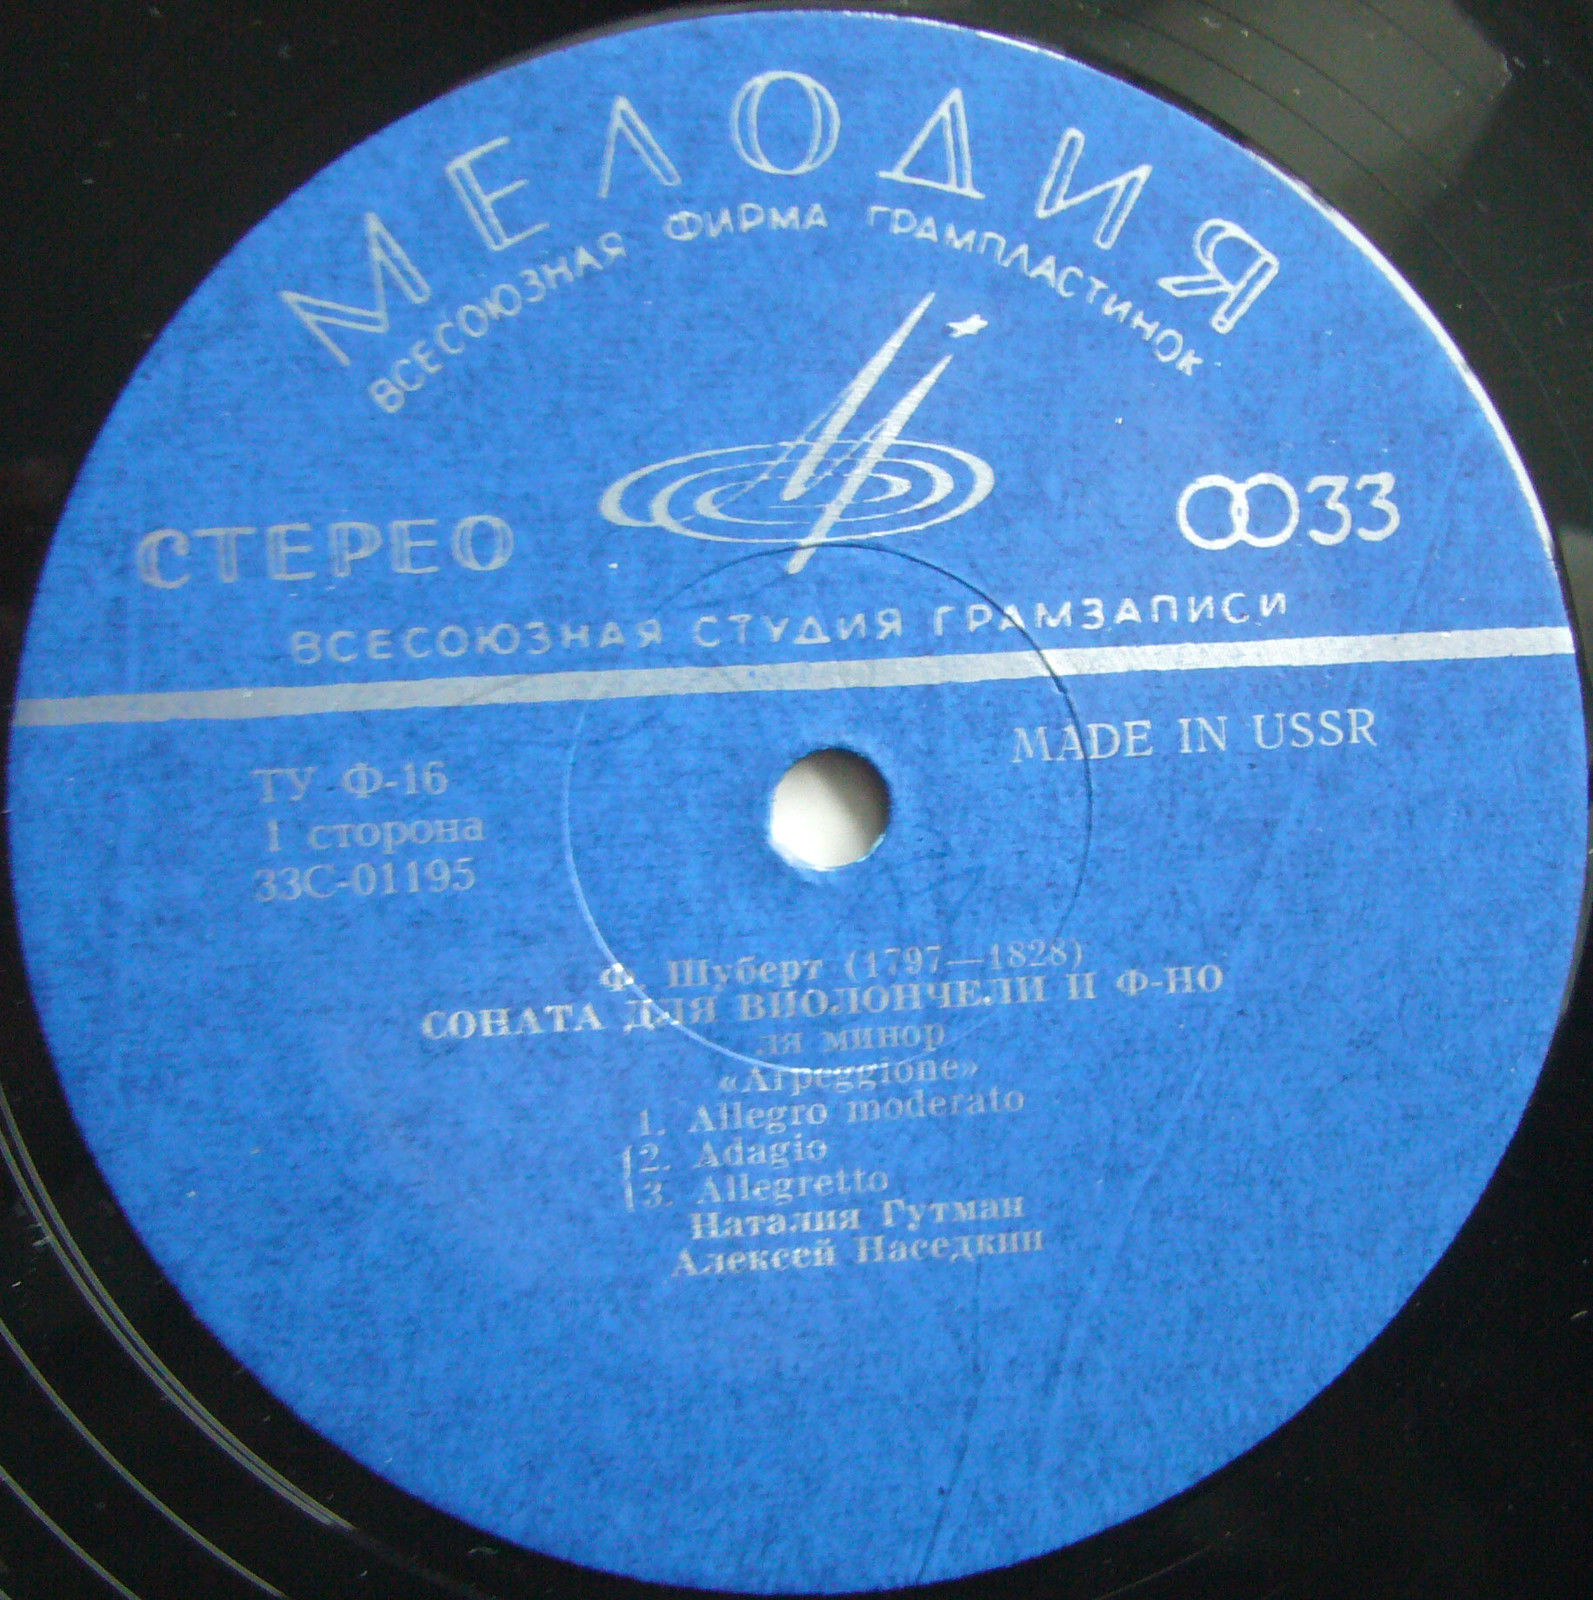 МЕЛОДИЯ
ВСЕСОЮЗНАЯ ФИРМА ГРАМПЛАСТИНОК
СТЕРЕО
33
ВСЕСОЮЗНАЯ СТУДИЯ ГРАМЗАПИСИ
MADE IN USSR
ТУ Ф-16
1 сторона
33С-01195
Ф. Шуберт (1797—1828)
СОНАТА ДЛЯ ВИОЛОНЧЕЛИ И Ф-НО
ля минор
«Arpeggione»
1. Allegro moderato
2. Adagio
3. Allegretto
Наталия Гутман
Алексей Наседкин